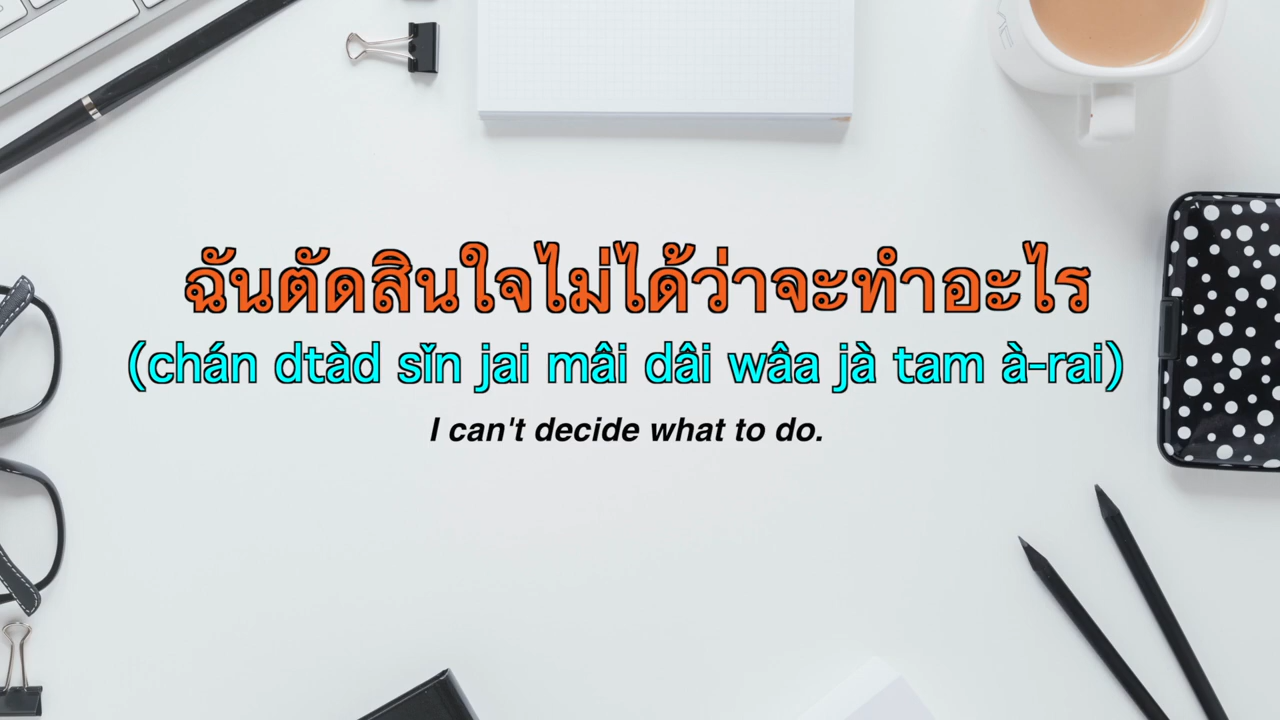 ฉันตัดสินใจไม่ได้ว่าจะทำอะไร
(chán dtàd sǐn jai mâi dâi wâa jà tam à-rai)
I can't decide what to do.